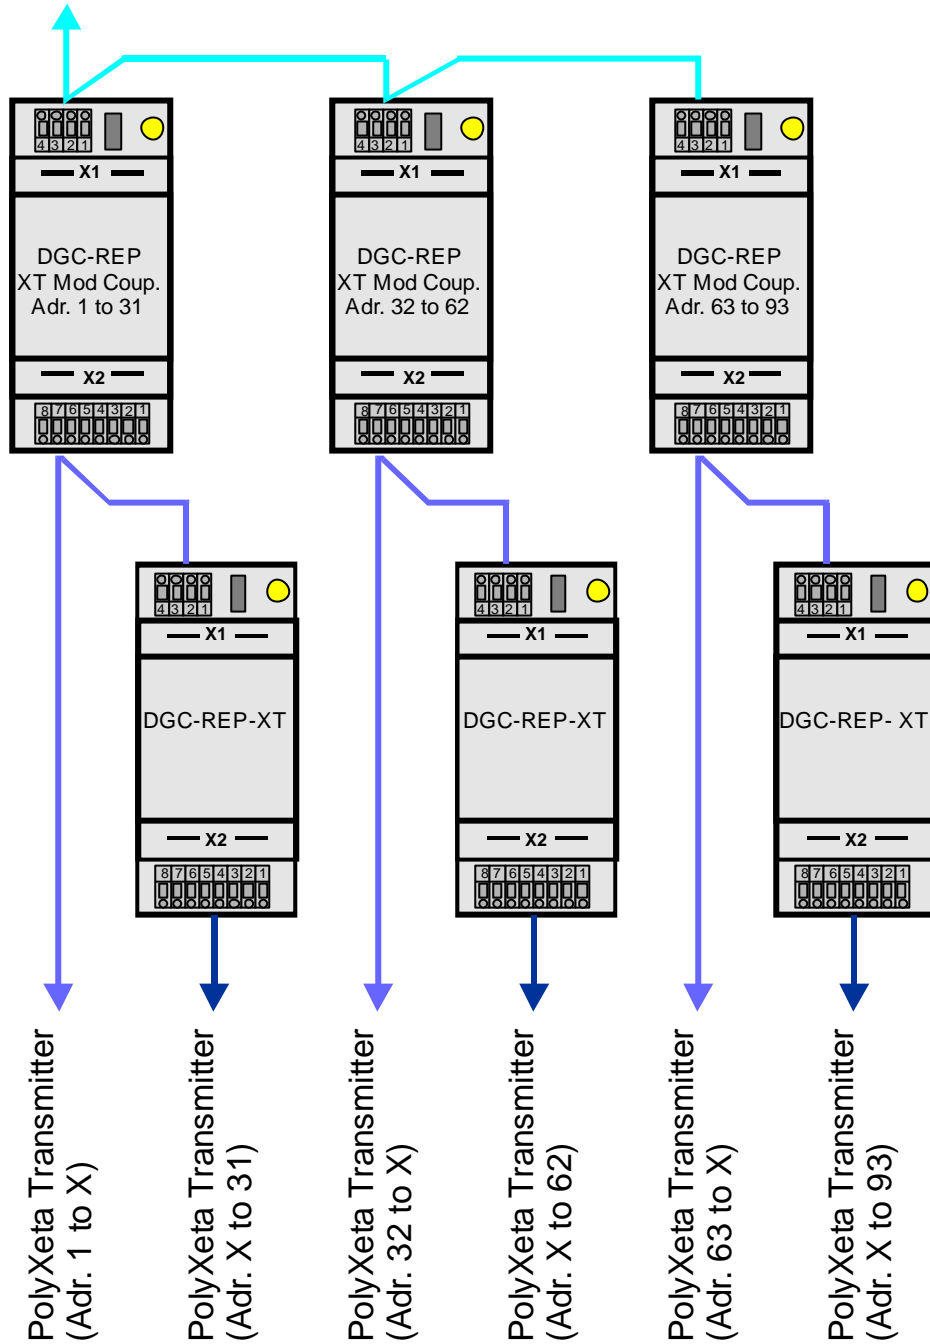 4 3 2 1
X1
DGC-REP
XT Mod Coup.
Adr. 1 to 31
X2
8 7 6 5 4 3 2 1
4 3 2 1
X1
DGC-REP
XT Mod Coup.
Adr. 32 to 62
X2
8 7 6 5 4 3 2 1
4 3 2 1
X1
DGC-REP
XT Mod Coup.
Adr. 63 to 93
X2
8 7 6 5 4 3 2 1
4 3 2 1
X1
DGC-REP-XT
X2
8 7 6 5 4 3 2 1
4 3 2 1
X1
DGC-REP-XT
X2
8 7 6 5 4 3 2 1
4 3 2 1
X1
DGC-REP- XT
X2
8 7 6 5 4 3 2 1
PolyXeta Transmitter
(Adr. 1 to X)
PolyXeta Transmitter
(Adr. X to 31)
PolyXeta Transmitter
(Adr. 32 to X)
PolyXeta Transmitter
(Adr. X to 62)
PolyXeta Transmitter
(Adr. 63 to X)
PolyXeta Transmitter
(Adr. X to 93)